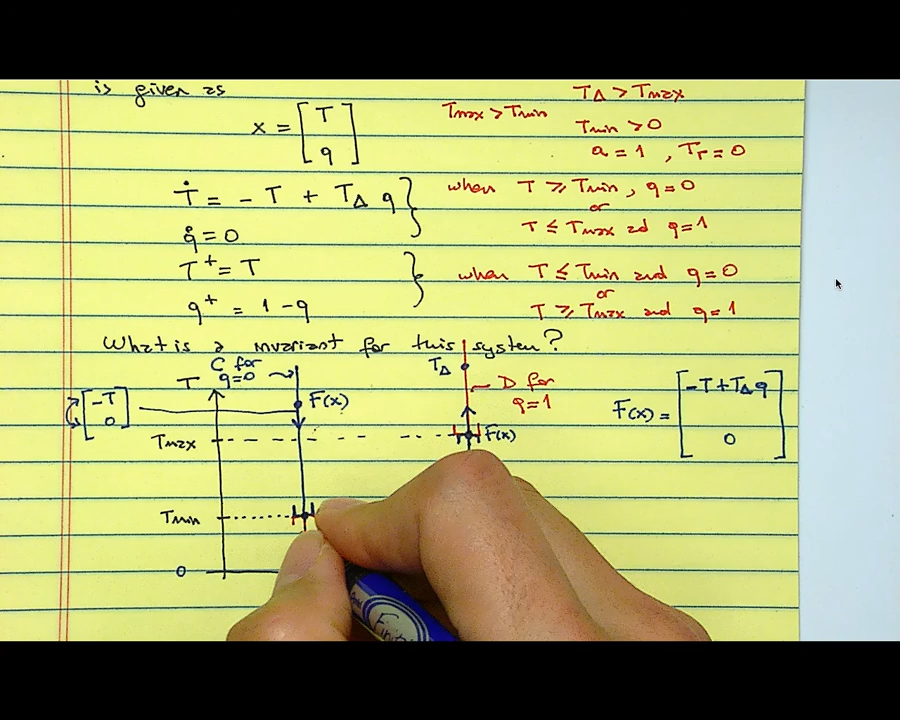 is given as
x = [ T
q ]
Tmax > Tmin
TΔ > Tmax
Tmin > 0
a = 1 , Tr = 0
Ṫ = - T + TΔ q
q̇ = 0
when T ≥ Tmin , q = 0
or
T ≤ Tmax ad q = 1
T⁺ = T
q⁺ = 1 - q
when T ≤ Tmin and q = 0
or
T ≥ Tmax and q = 1
What is a invariant for this system?
C for
q=0
T
TΔ
D for
q=1
[ -T
0 ]
F(x)
F(x) = [ -T + TΔ q
0 ]
Tmax
F(x)
Tmin
0